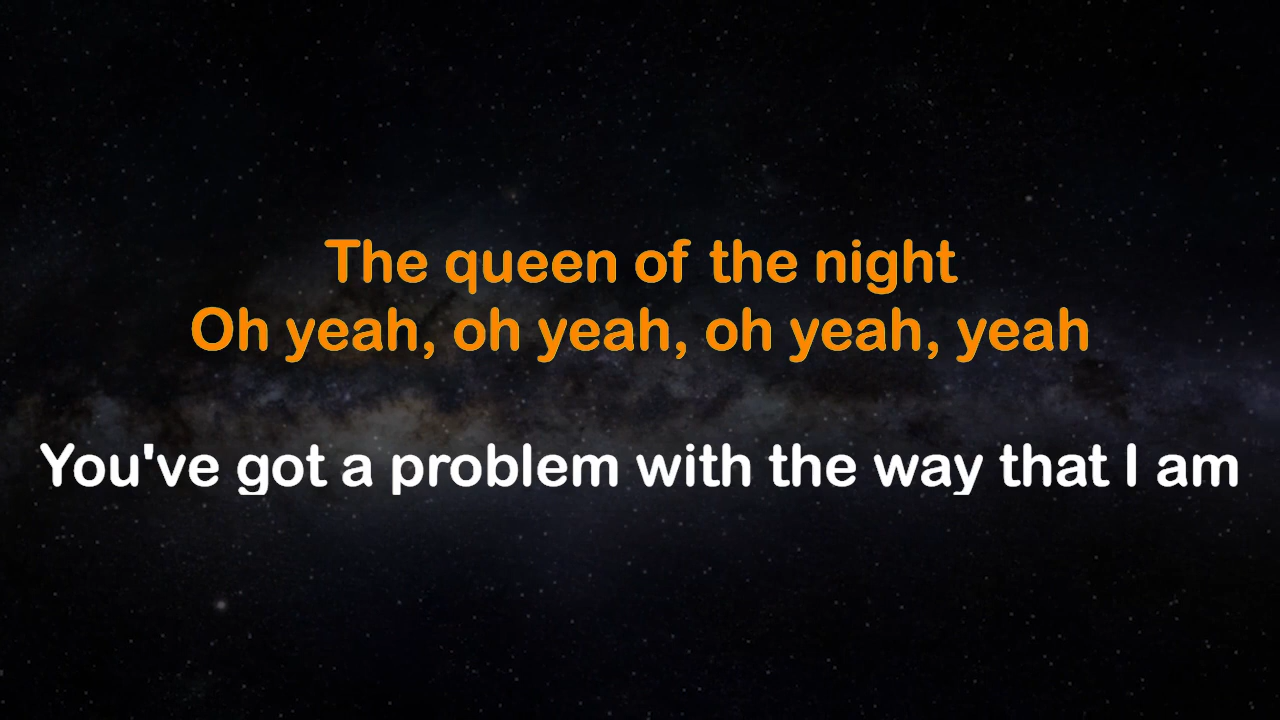 The queen of the night
Oh yeah, oh yeah, oh yeah, yeah
You've got a problem with the way that I am